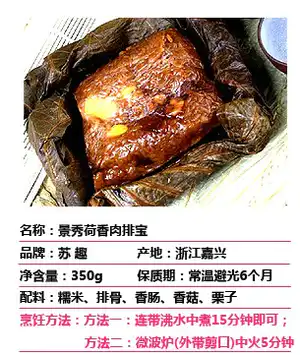 名称：景秀荷香肉排宝
品牌：苏 趣 产地：浙江嘉兴
净含量：350g 保质期：常温避光6个月
配料：糯米、排骨、香肠、香菇、栗子
烹饪方法：方法一：连带沸水中煮15分钟即可；
方法二：微波炉(外带剪口)中火5分钟